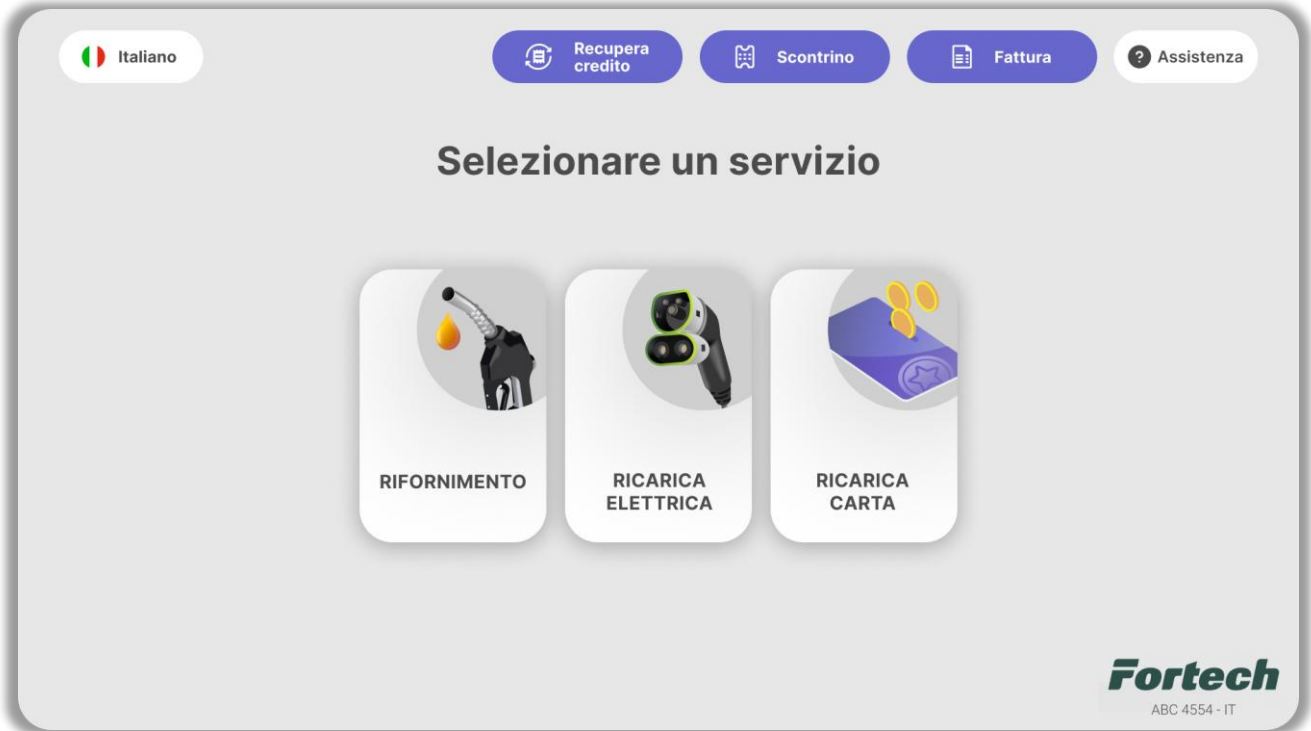 Italiano
Recupera
credito
Scontrino
Fattura
? Assistenza
Selezionare un servizio
RIFORNIMENTO
RICARICA
ELETTRICA
RICARICA
CARTA
Fortech
ABC 4554 - IT